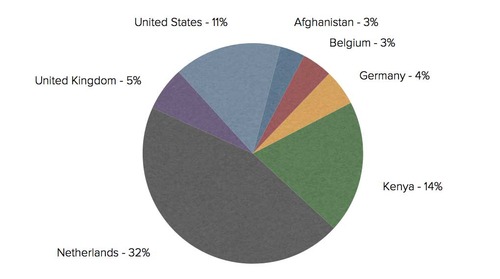 United States - 11%
Afghanistan - 3%
Belgium - 3%
Germany - 4%
United Kingdom - 5%
Kenya - 14%
Netherlands - 32%